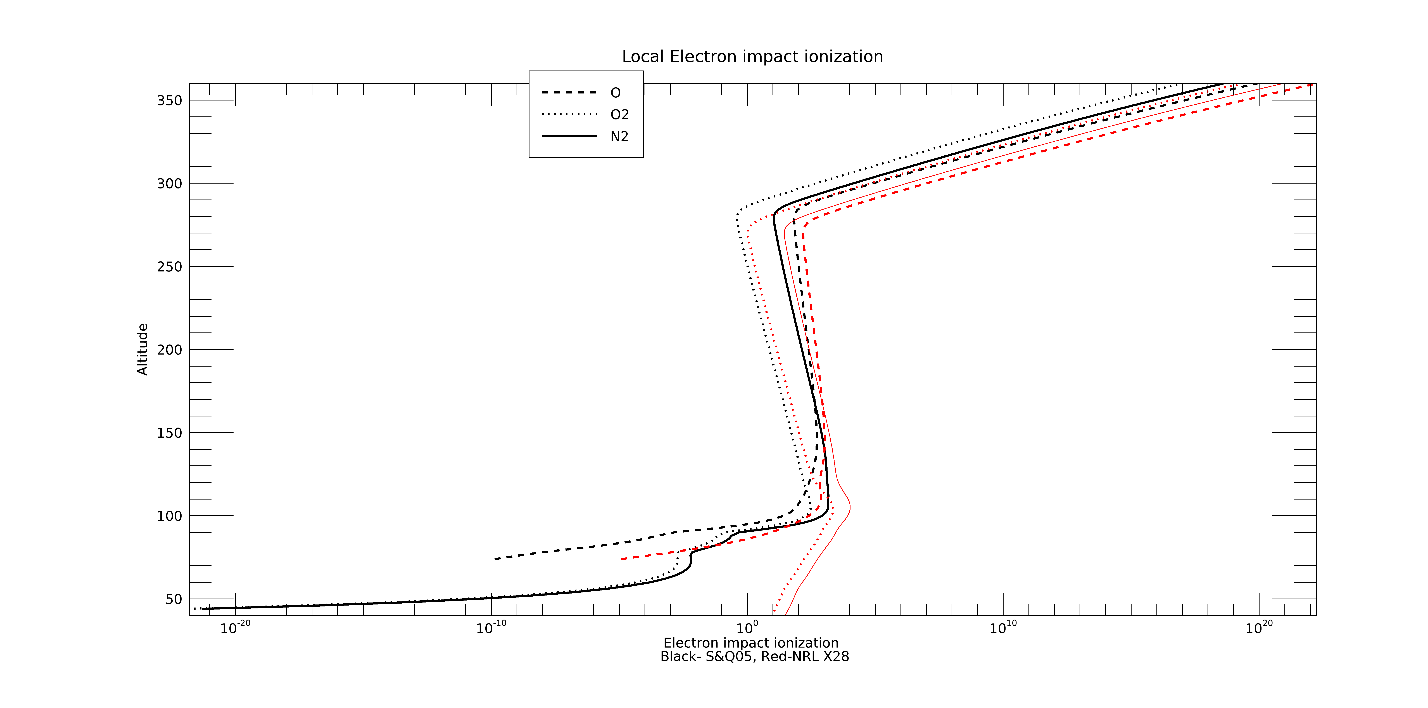 Local Electron impact ionization
O
O2
N2
350
300
250
200
150
100
50
Altitude
10^-20
10^-10
10^0
10^10
10^20
Electron impact ionization
Black- S&Q05, Red-NRL X28